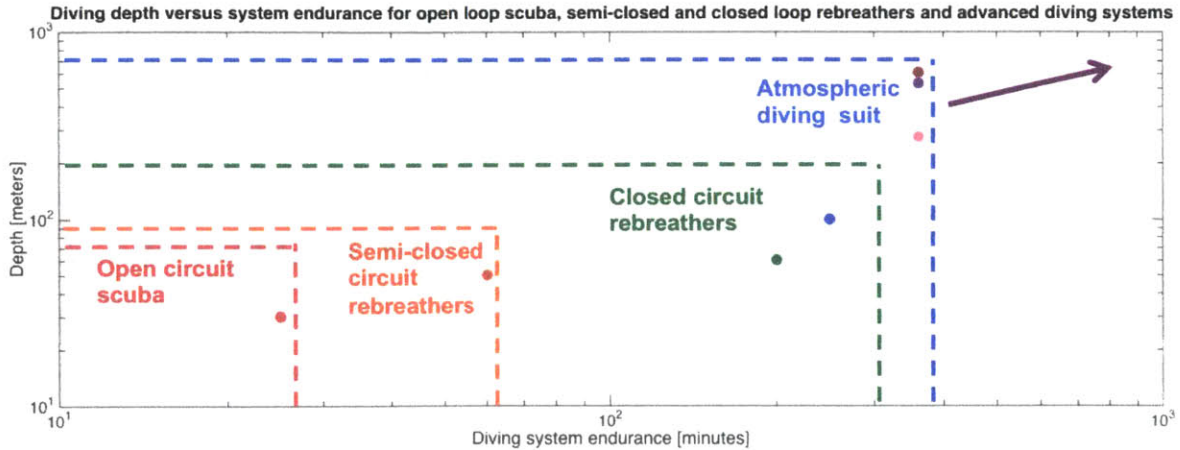 Diving depth versus system endurance for open loop scuba, semi-closed and closed loop rebreathers and advanced diving systems
10³
Atmospheric
diving suit
Closed circuit
rebreathers
Depth [meters]
10²
Semi-closed
circuit
rebreathers
Open circuit
scuba
10¹
10¹
10²
10³
Diving system endurance [minutes]